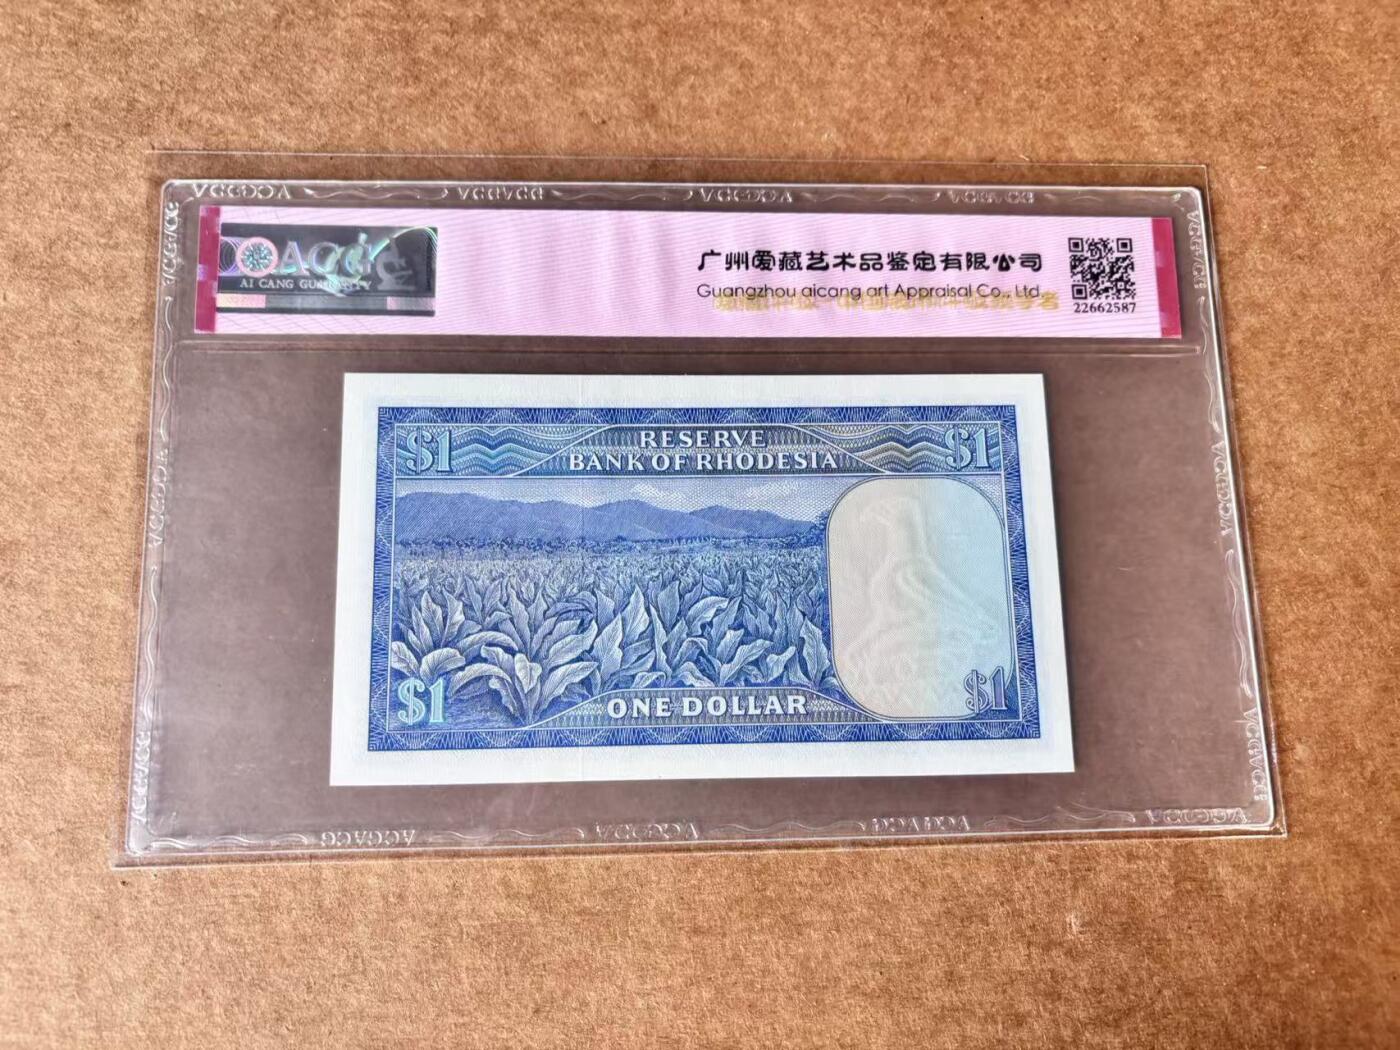 ACG
AI CANG GUARANTY
广州爱藏艺术品鉴定有限公司
Guangzhou aicang art Appraisal Co., Ltd
22662587
$1
RESERVE
$1
BANK OF RHODESIA
$1
ONE DOLLAR
$1